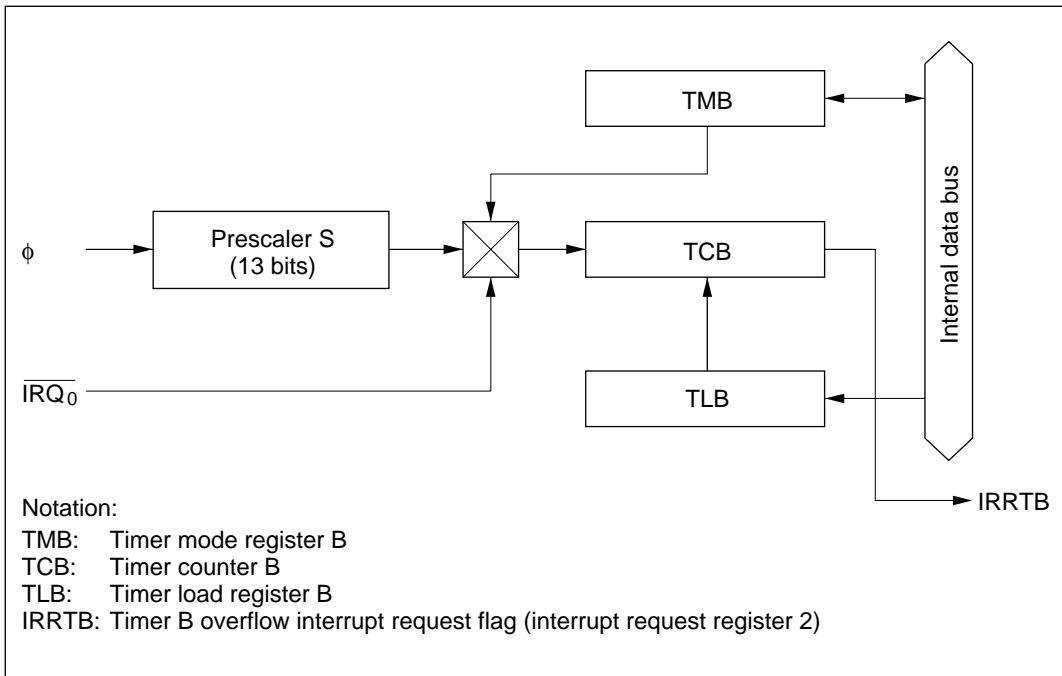 TMB
Internal data bus
φ
Prescaler S
(13 bits)
TCB
IRQ0
TLB
IRRTB
Notation:
TMB: Timer mode register B
TCB: Timer counter B
TLB: Timer load register B
IRRTB: Timer B overflow interrupt request flag (interrupt request register 2)